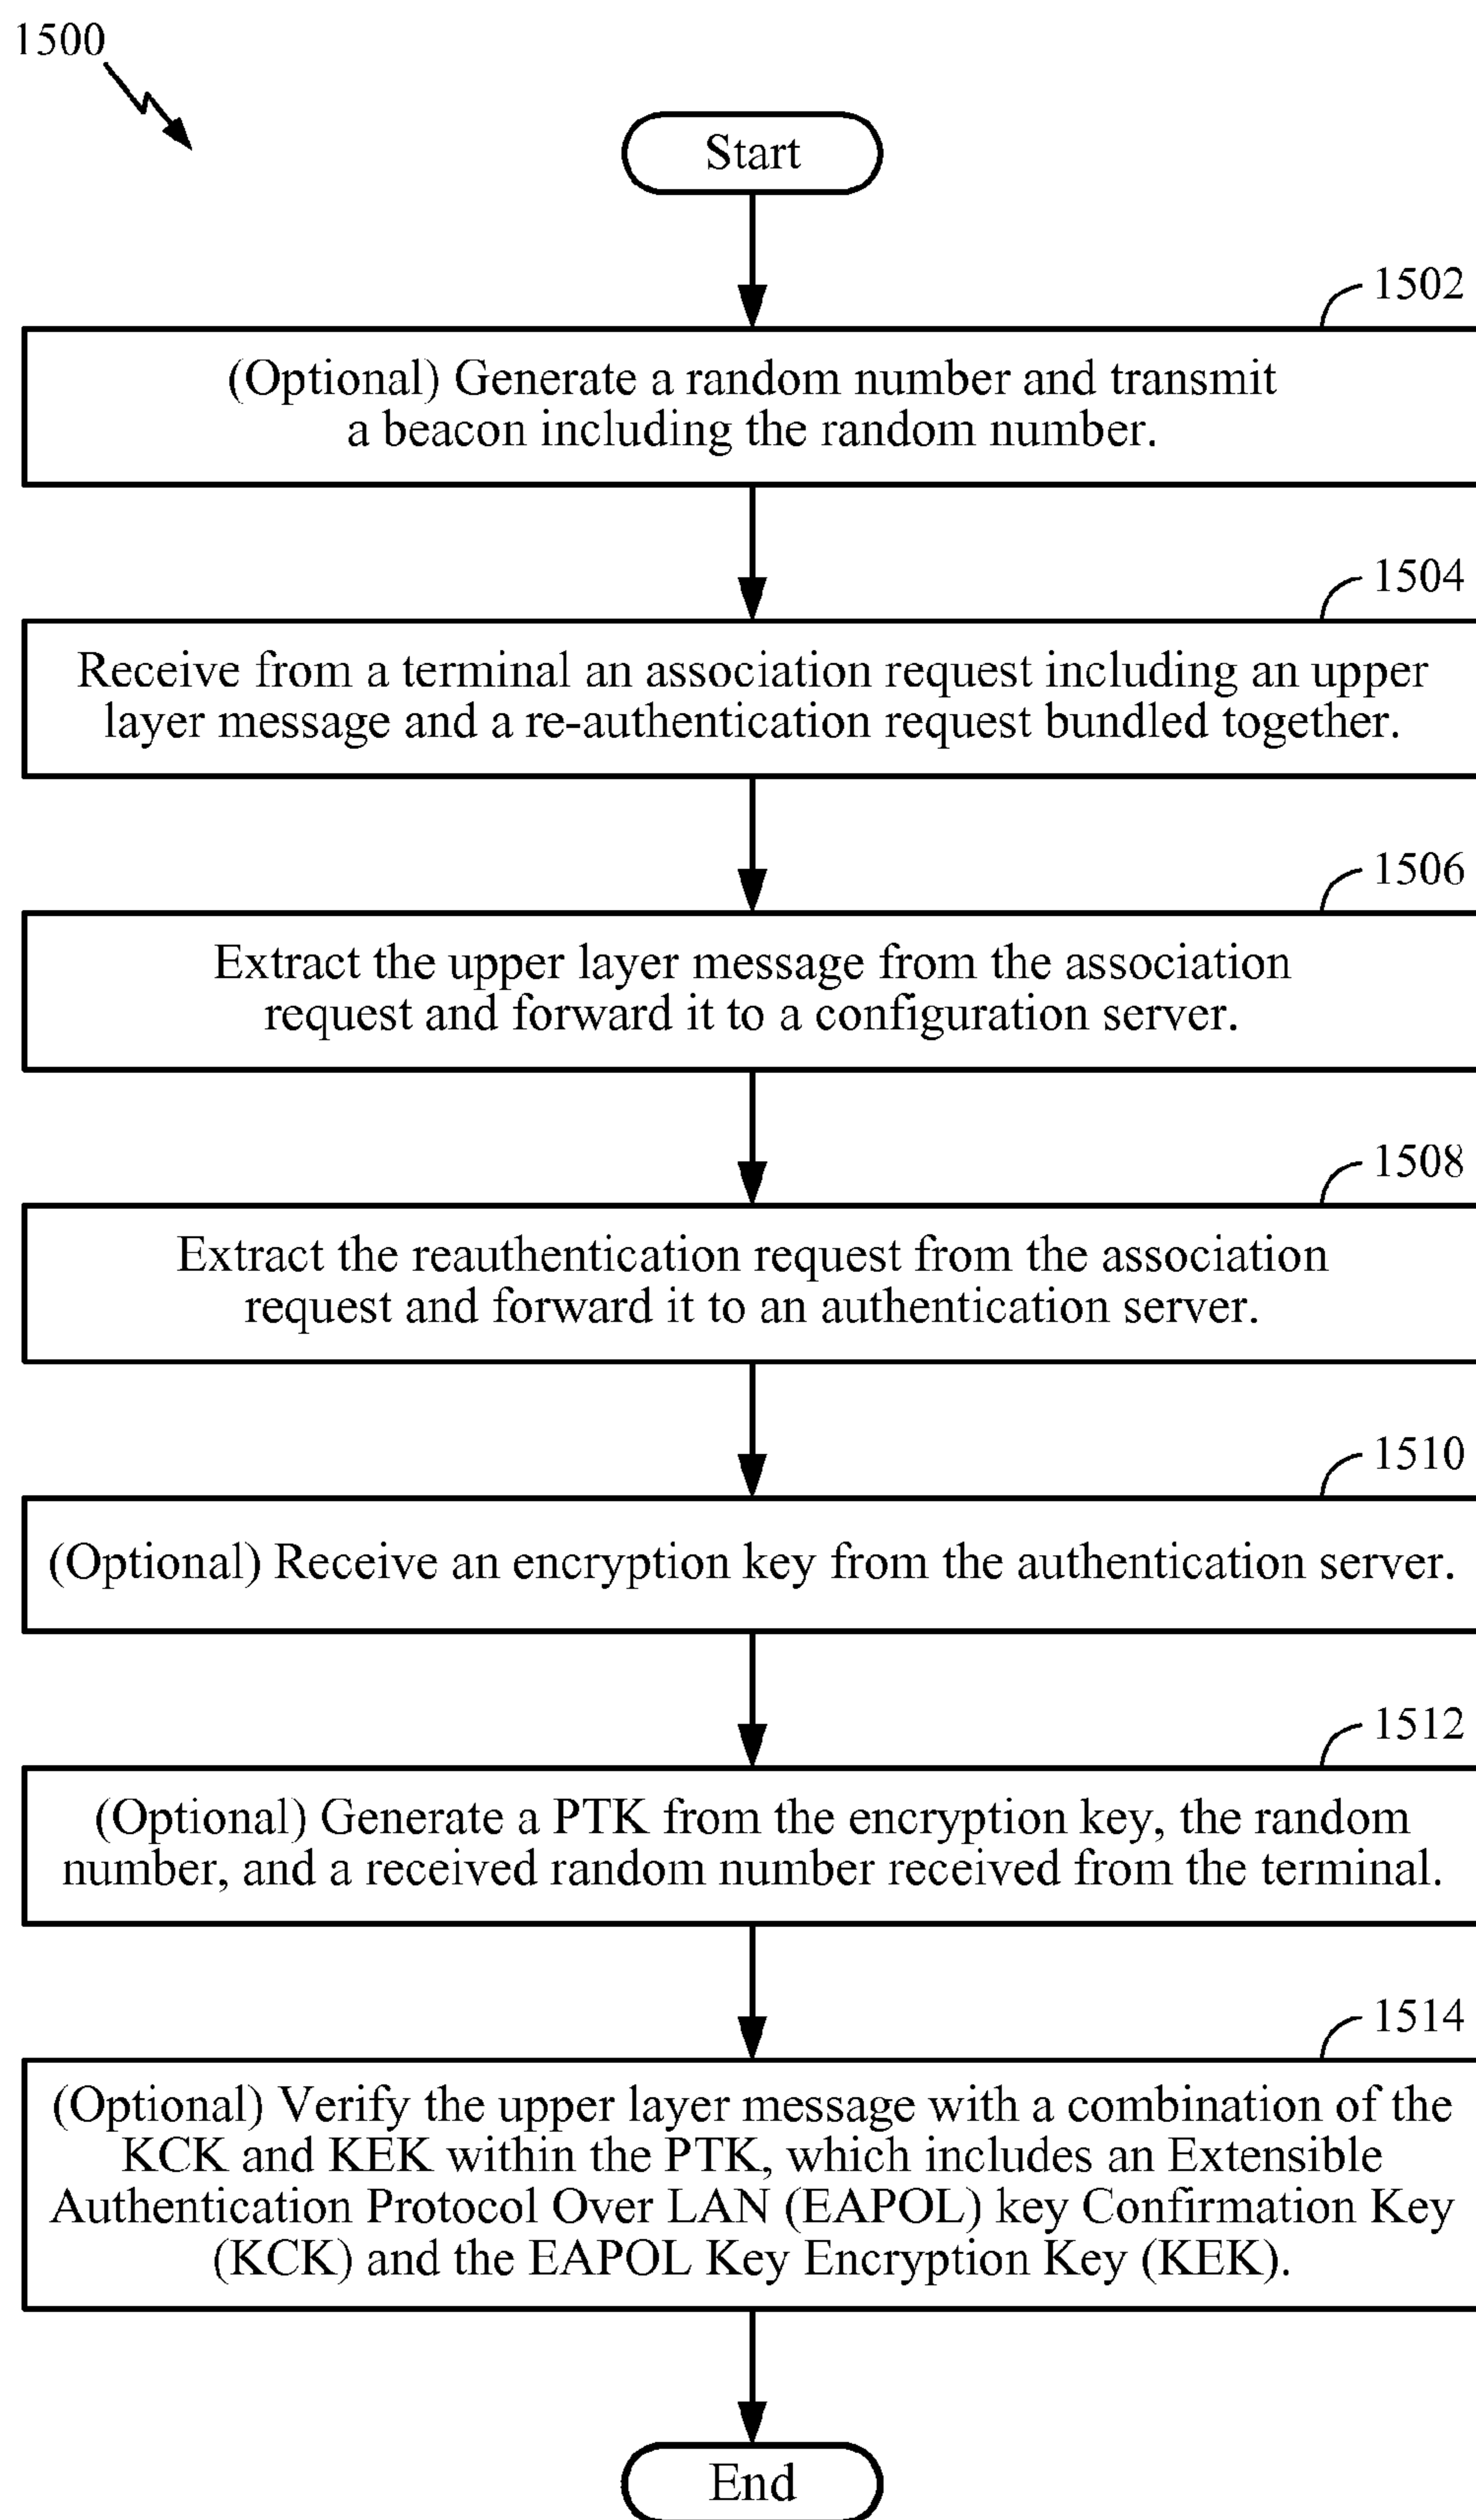 1500
Start
1502
(Optional) Generate a random number and transmit
a beacon including the random number.
1504
Receive from a terminal an association request including an upper
layer message and a re-authentication request bundled together.
1506
Extract the upper layer message from the association
request and forward it to a configuration server.
1508
Extract the reauthentication request from the association
request and forward it to an authentication server.
1510
(Optional) Receive an encryption key from the authentication server.
1512
(Optional) Generate a PTK from the encryption key, the random
number, and a received random number received from the terminal.
1514
(Optional) Verify the upper layer message with a combination of the
KCK and KEK within the PTK, which includes an Extensible
Authentication Protocol Over LAN (EAPOL) key Confirmation Key
(KCK) and the EAPOL Key Encryption Key (KEK).
End